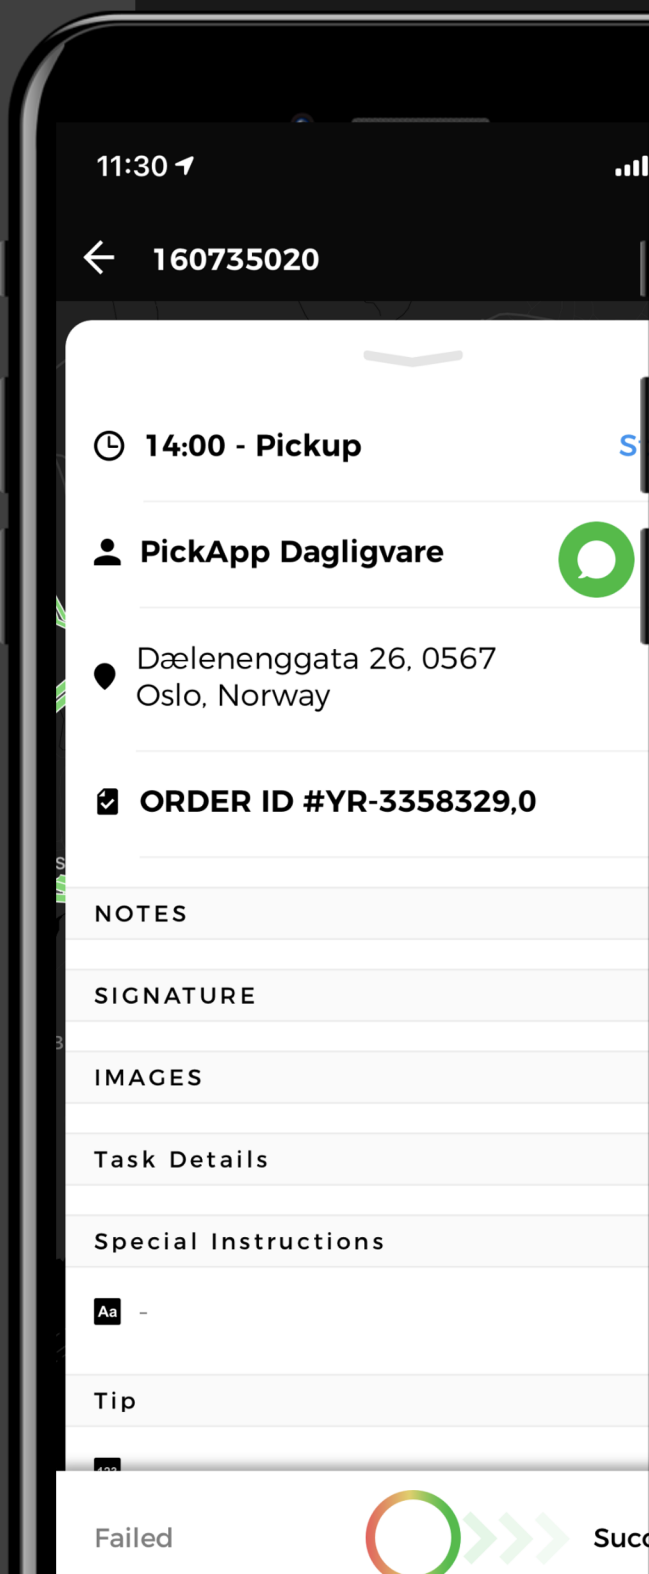 11:30
160735020
14:00 - Pickup
PickApp Dagligvare
Dælenenggata 26, 0567
Oslo, Norway
ORDER ID #YR-3358329,0
NOTES
SIGNATURE
IMAGES
Task Details
Special Instructions
Aa -
Tip
Failed